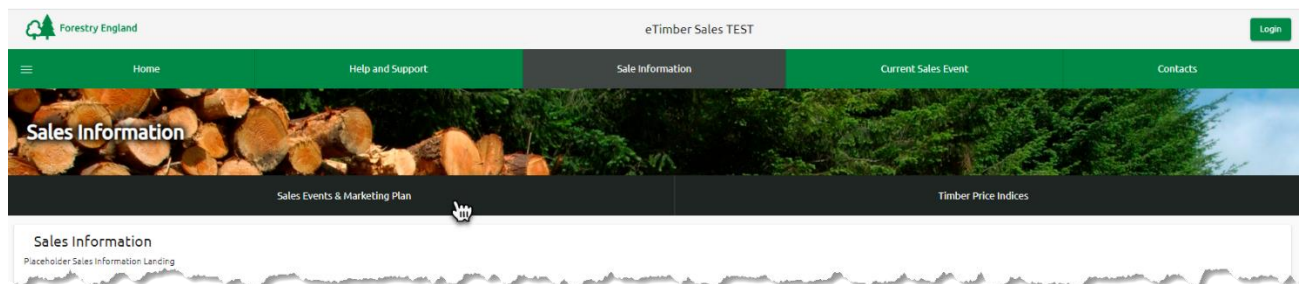 Forestry England
eTimber Sales TEST
Login
Home
Help and Support
Sale Information
Current Sales Event
Contacts
Sales Information
Sales Events & Marketing Plan
Timber Price Indices
Sales Information
Placeholder Sales Information Landing